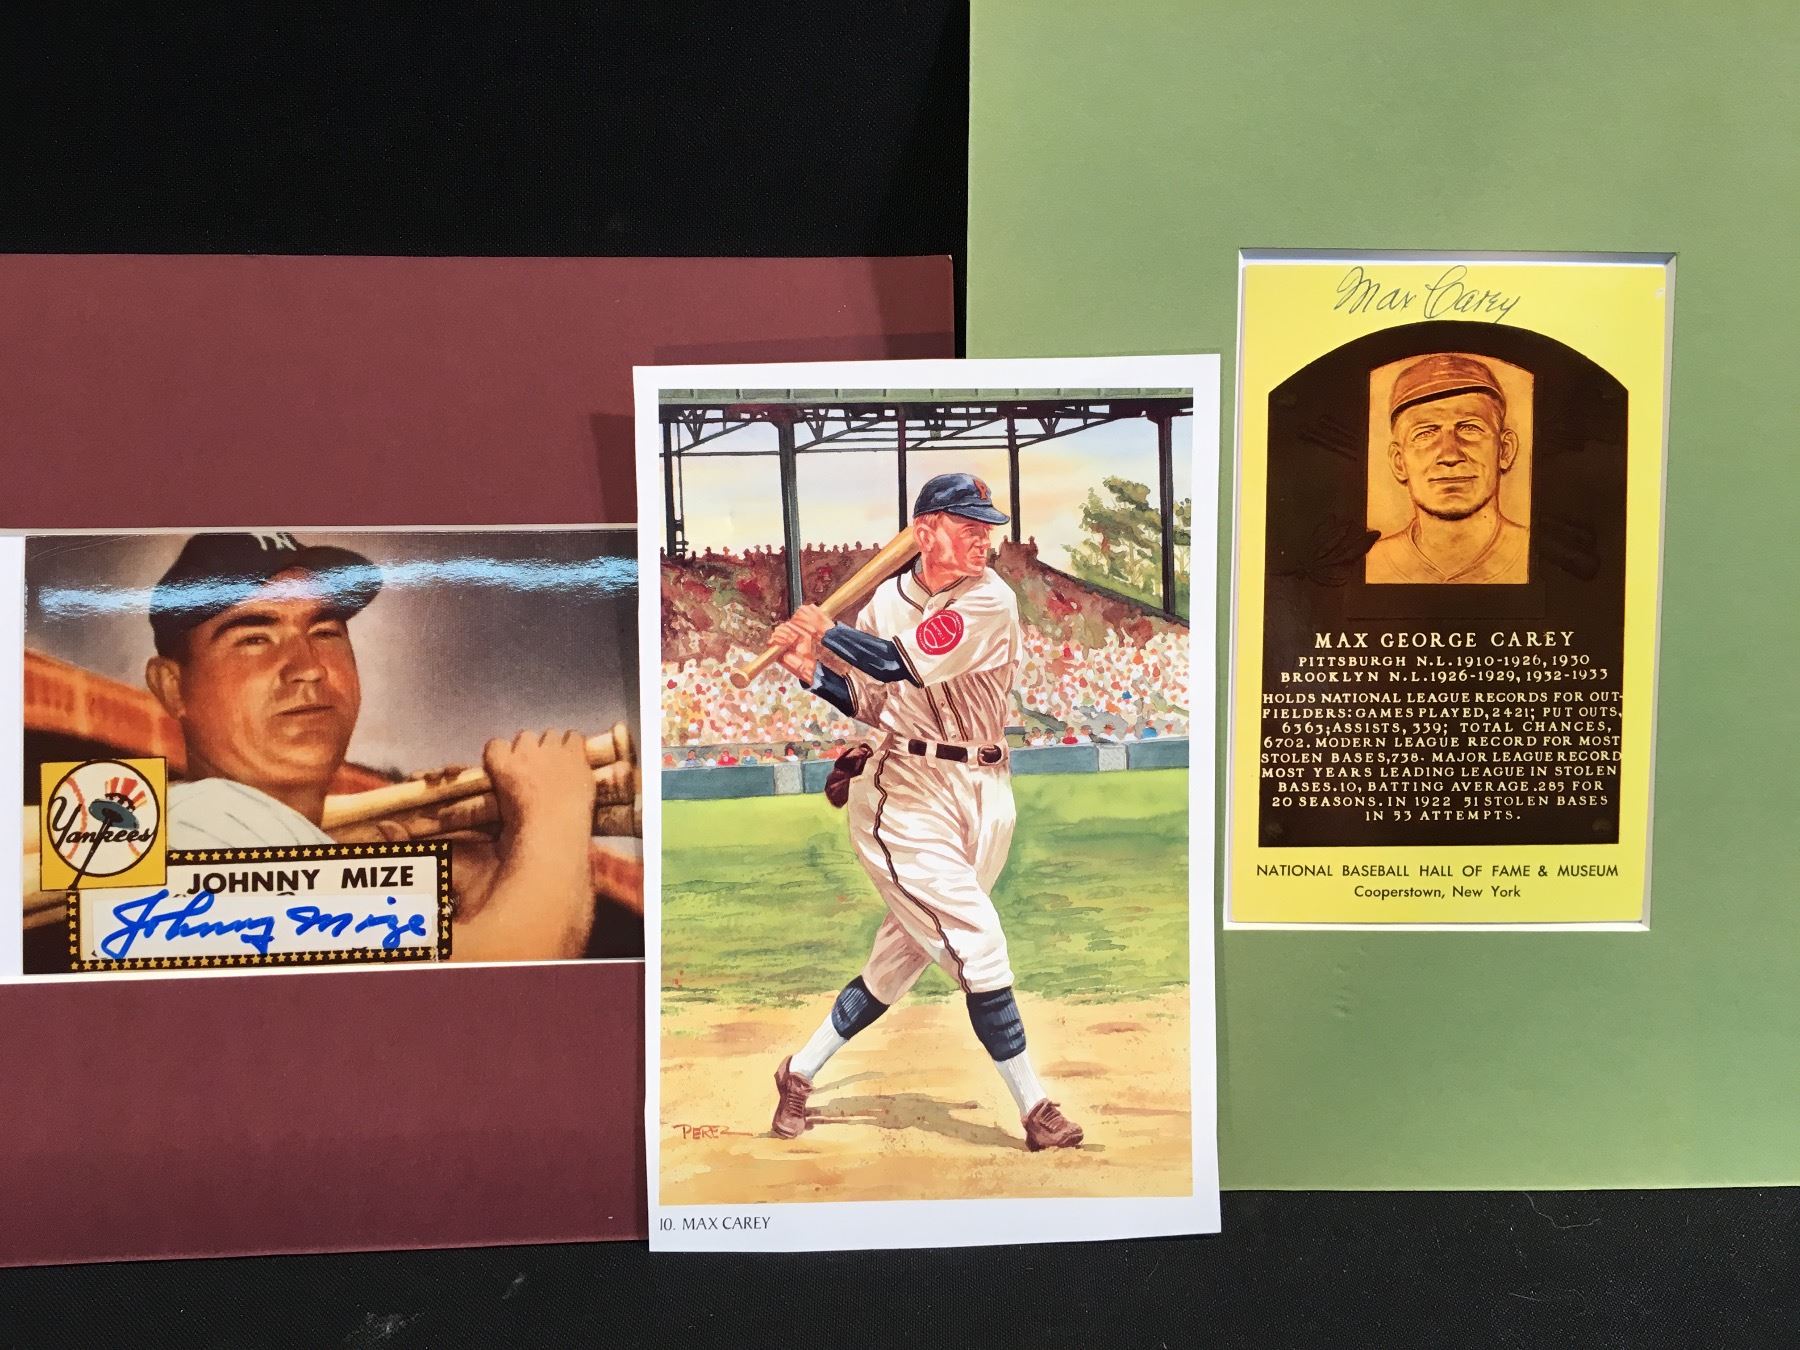 Yankees
JOHNNY MIZE
Johnny Mize
P
PEREZ
10. MAX CAREY
Max Carey
MAX GEORGE CAREY
PITTSBURGH N.L. 1910-1926, 1930
BROOKLYN N.L. 1926-1929, 1932-1933
HOLDS NATIONAL LEAGUE RECORDS FOR OUT-
FIELDERS: GAMES PLAYED, 2421; PUT OUTS,
6363; ASSISTS, 339; TOTAL CHANCES,
6702. MODERN LEAGUE RECORD FOR MOST
STOLEN BASES, 738. MAJOR LEAGUE RECORD
MOST YEARS LEADING LEAGUE IN STOLEN
BASES. 10, BATTING AVERAGE .285 FOR
20 SEASONS. IN 1922 51 STOLEN BASES
IN 53 ATTEMPTS.
NATIONAL BASEBALL HALL OF FAME & MUSEUM
Cooperstown, New York